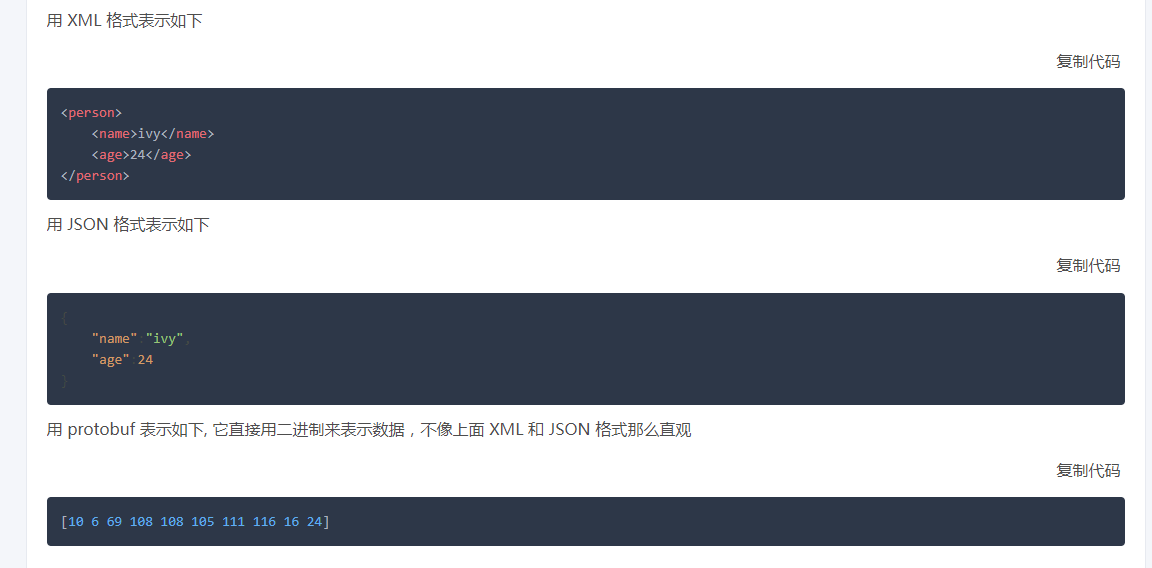 用 XML 格式表示如下
复制代码
<person>
    <name>ivy</name>
    <age>24</age>
</person>
用 JSON 格式表示如下
复制代码
{
    "name":"ivy",
    "age":24
}
用 protobuf 表示如下, 它直接用二进制来表示数据，不像上面 XML 和 JSON 格式那么直观
复制代码
[10 6 69 108 108 105 111 116 16 24]